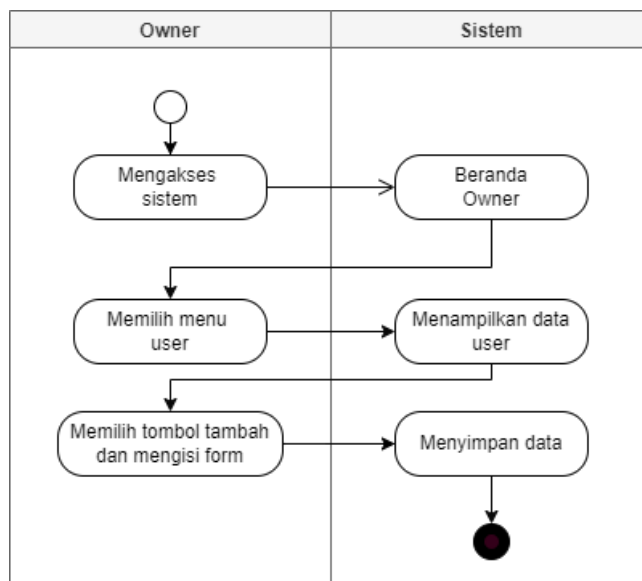 Owner
Sistem
Mengakses
sistem
Beranda
Owner
Memilih menu
user
Menampilkan data
user
Memilih tombol tambah
dan mengisi form
Menyimpan data